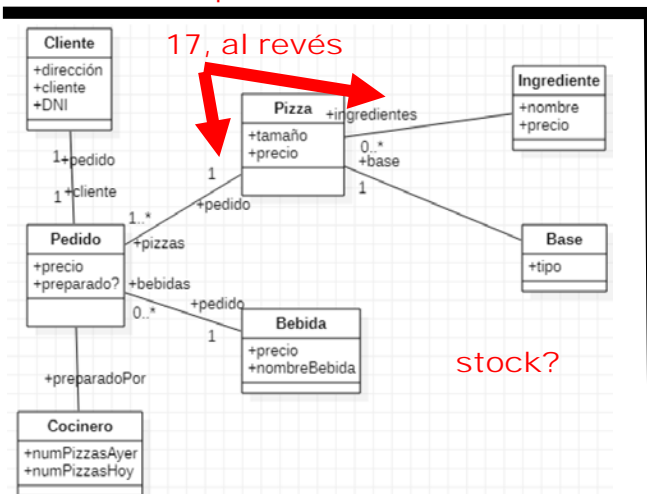 17, al revés
Cliente
+dirección
+cliente
+DNI
1
+pedido
1
+cliente
Pizza
+tamaño
+precio
+ingredientes
0..*
+base
1
Ingrediente
+nombre
+precio
1
+pedido
1..*
+pizzas
Pedido
+precio
+preparado?
+bebidas
0..*
+pedido
1
Base
+tipo
Bebida
+precio
+nombreBebida
stock?
+preparadoPor
Cocinero
+numPizzasAyer
+numPizzasHoy